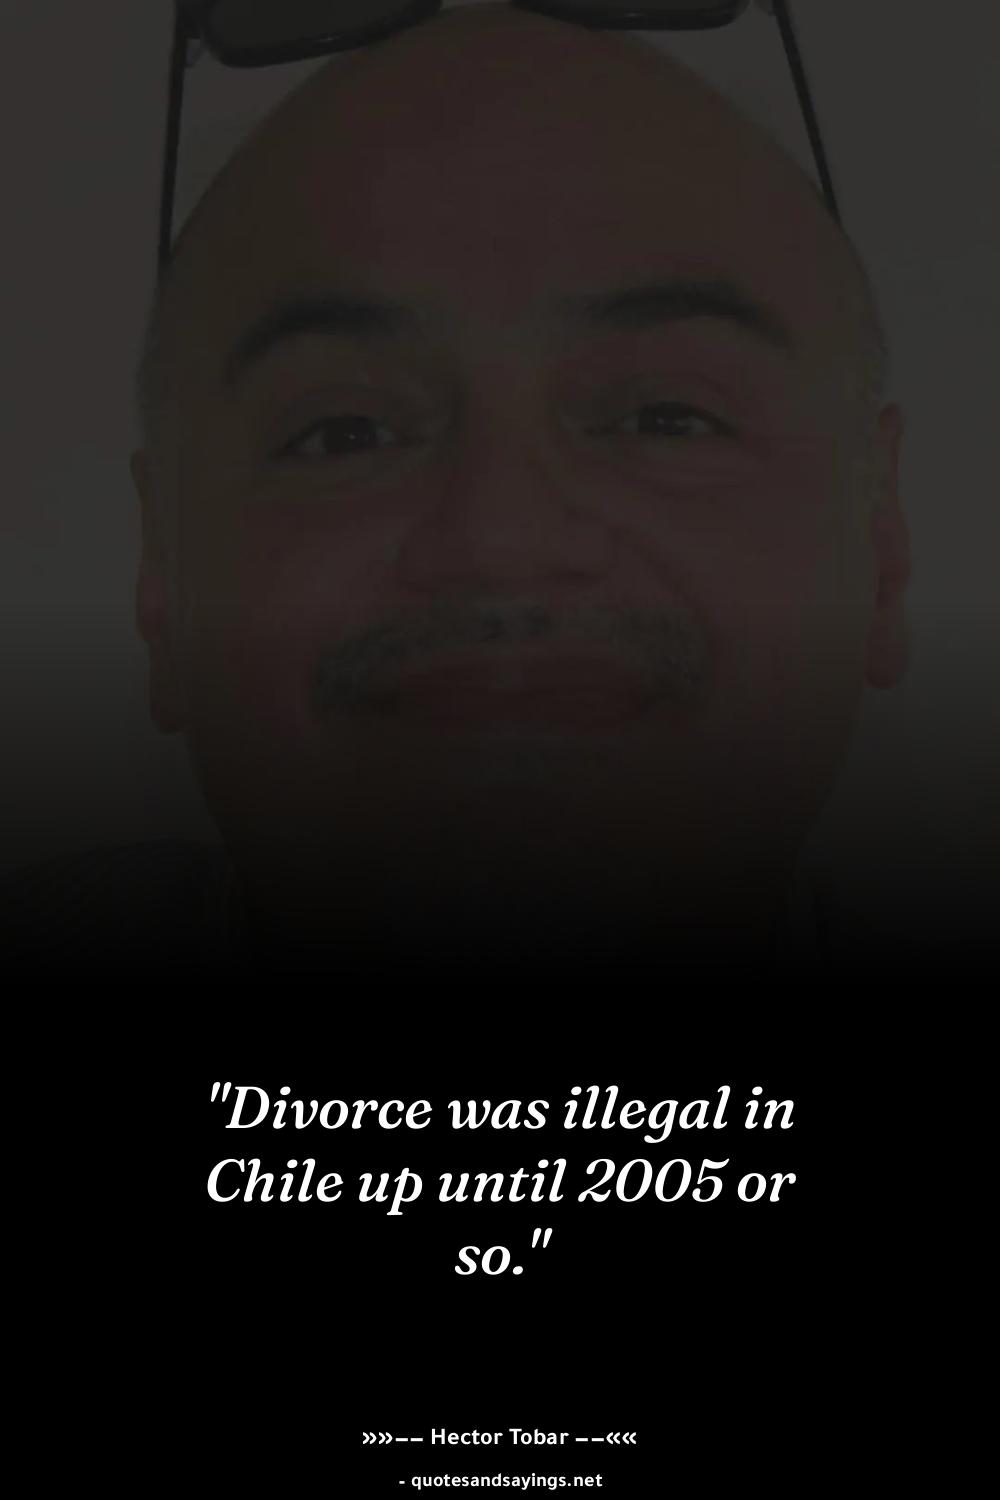 "Divorce was illegal in
Chile up until 2005 or
so."
»»−− Hector Tobar −−««
- quotesandsayings.net